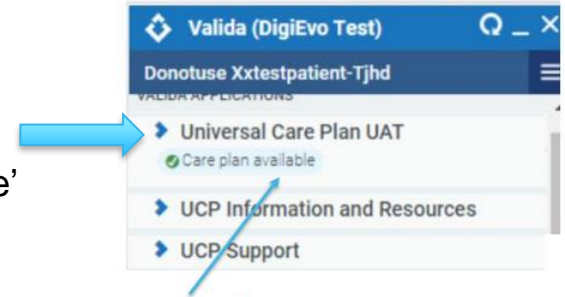 Valida (DigiEvo Test)
Donotuse Xxtestpatient-Tjhd
VALIDA APPLICATIONS
Universal Care Plan UAT
Care plan available
e’
UCP Information and Resources
UCP Support